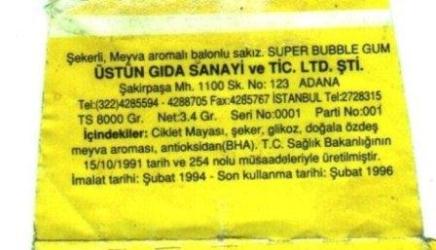 Şekerli, Meyva aromalı balonlu sakız. SUPER BUBBLE GUM
ÜSTÜN GIDA SANAYİ ve TİC. LTD. ŞTİ.
Şakirpaşa Mh. 1100 Sk. No: 123 ADANA
Tel:(322)4285594 - 4288705 Fax:4285767 İSTANBUL Tel:2728315
TS 8000 Gr. Net:3.4 Gr. Seri No:0001 Parti No:001
İçindekiler: Ciklet Mayası, şeker, glikoz, doğala özdeş
meyva aroması, antioksidan(BHA). T.C. Sağlık Bakanlığının
15/10/1991 tarih ve 254 nolu müsaadeleriyle üretilmiştir.
İmalat tarihi: Şubat 1994 - Son kullanma tarihi: Şubat 1996